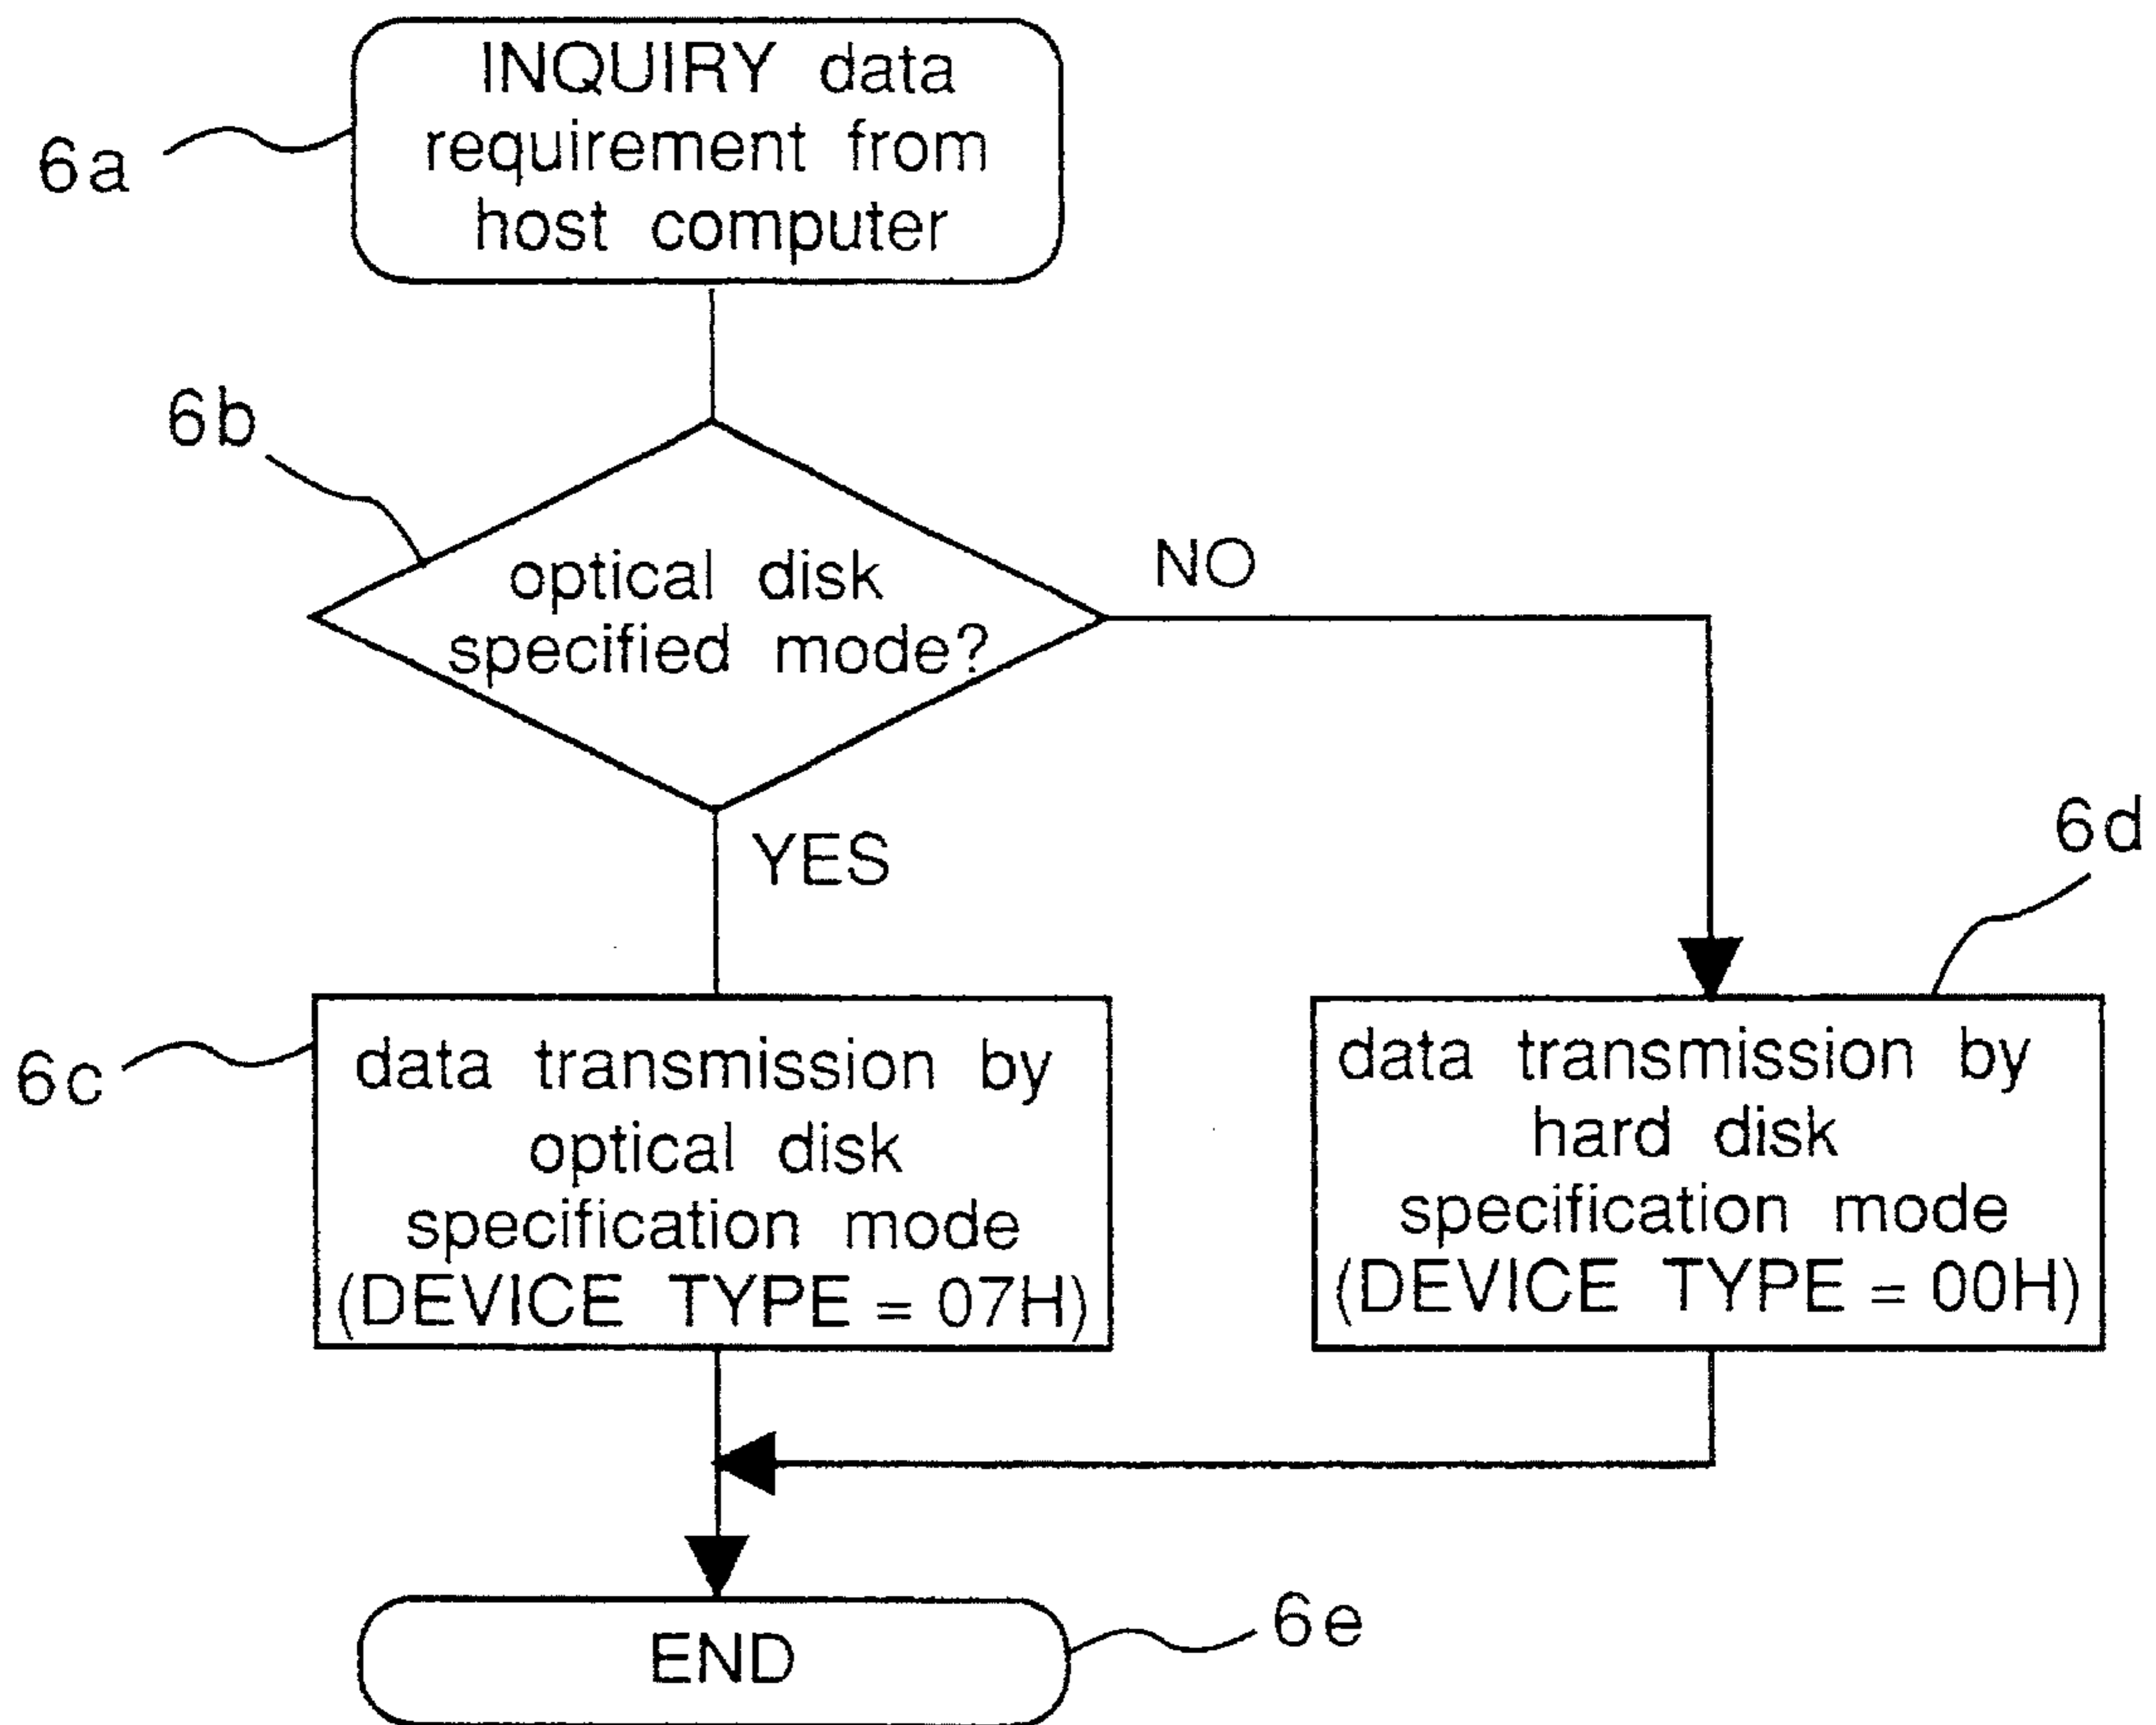 INQUIRY data
requirement from
host computer
6a
6b
optical disk
specified mode?
NO
YES
6d
6c
data transmission by
optical disk
specification mode
(DEVICE TYPE = 07H)
data transmission by
hard disk
specification mode
(DEVICE TYPE = 00H)
END
6e